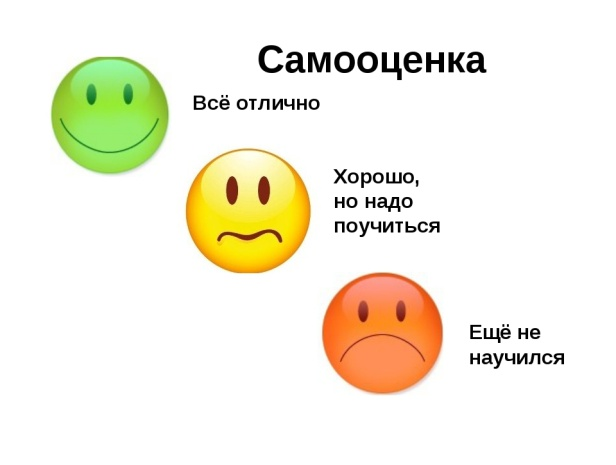 Самооценка
Всё отлично
Хорошо,
но надо
поучиться
Ещё не
научился